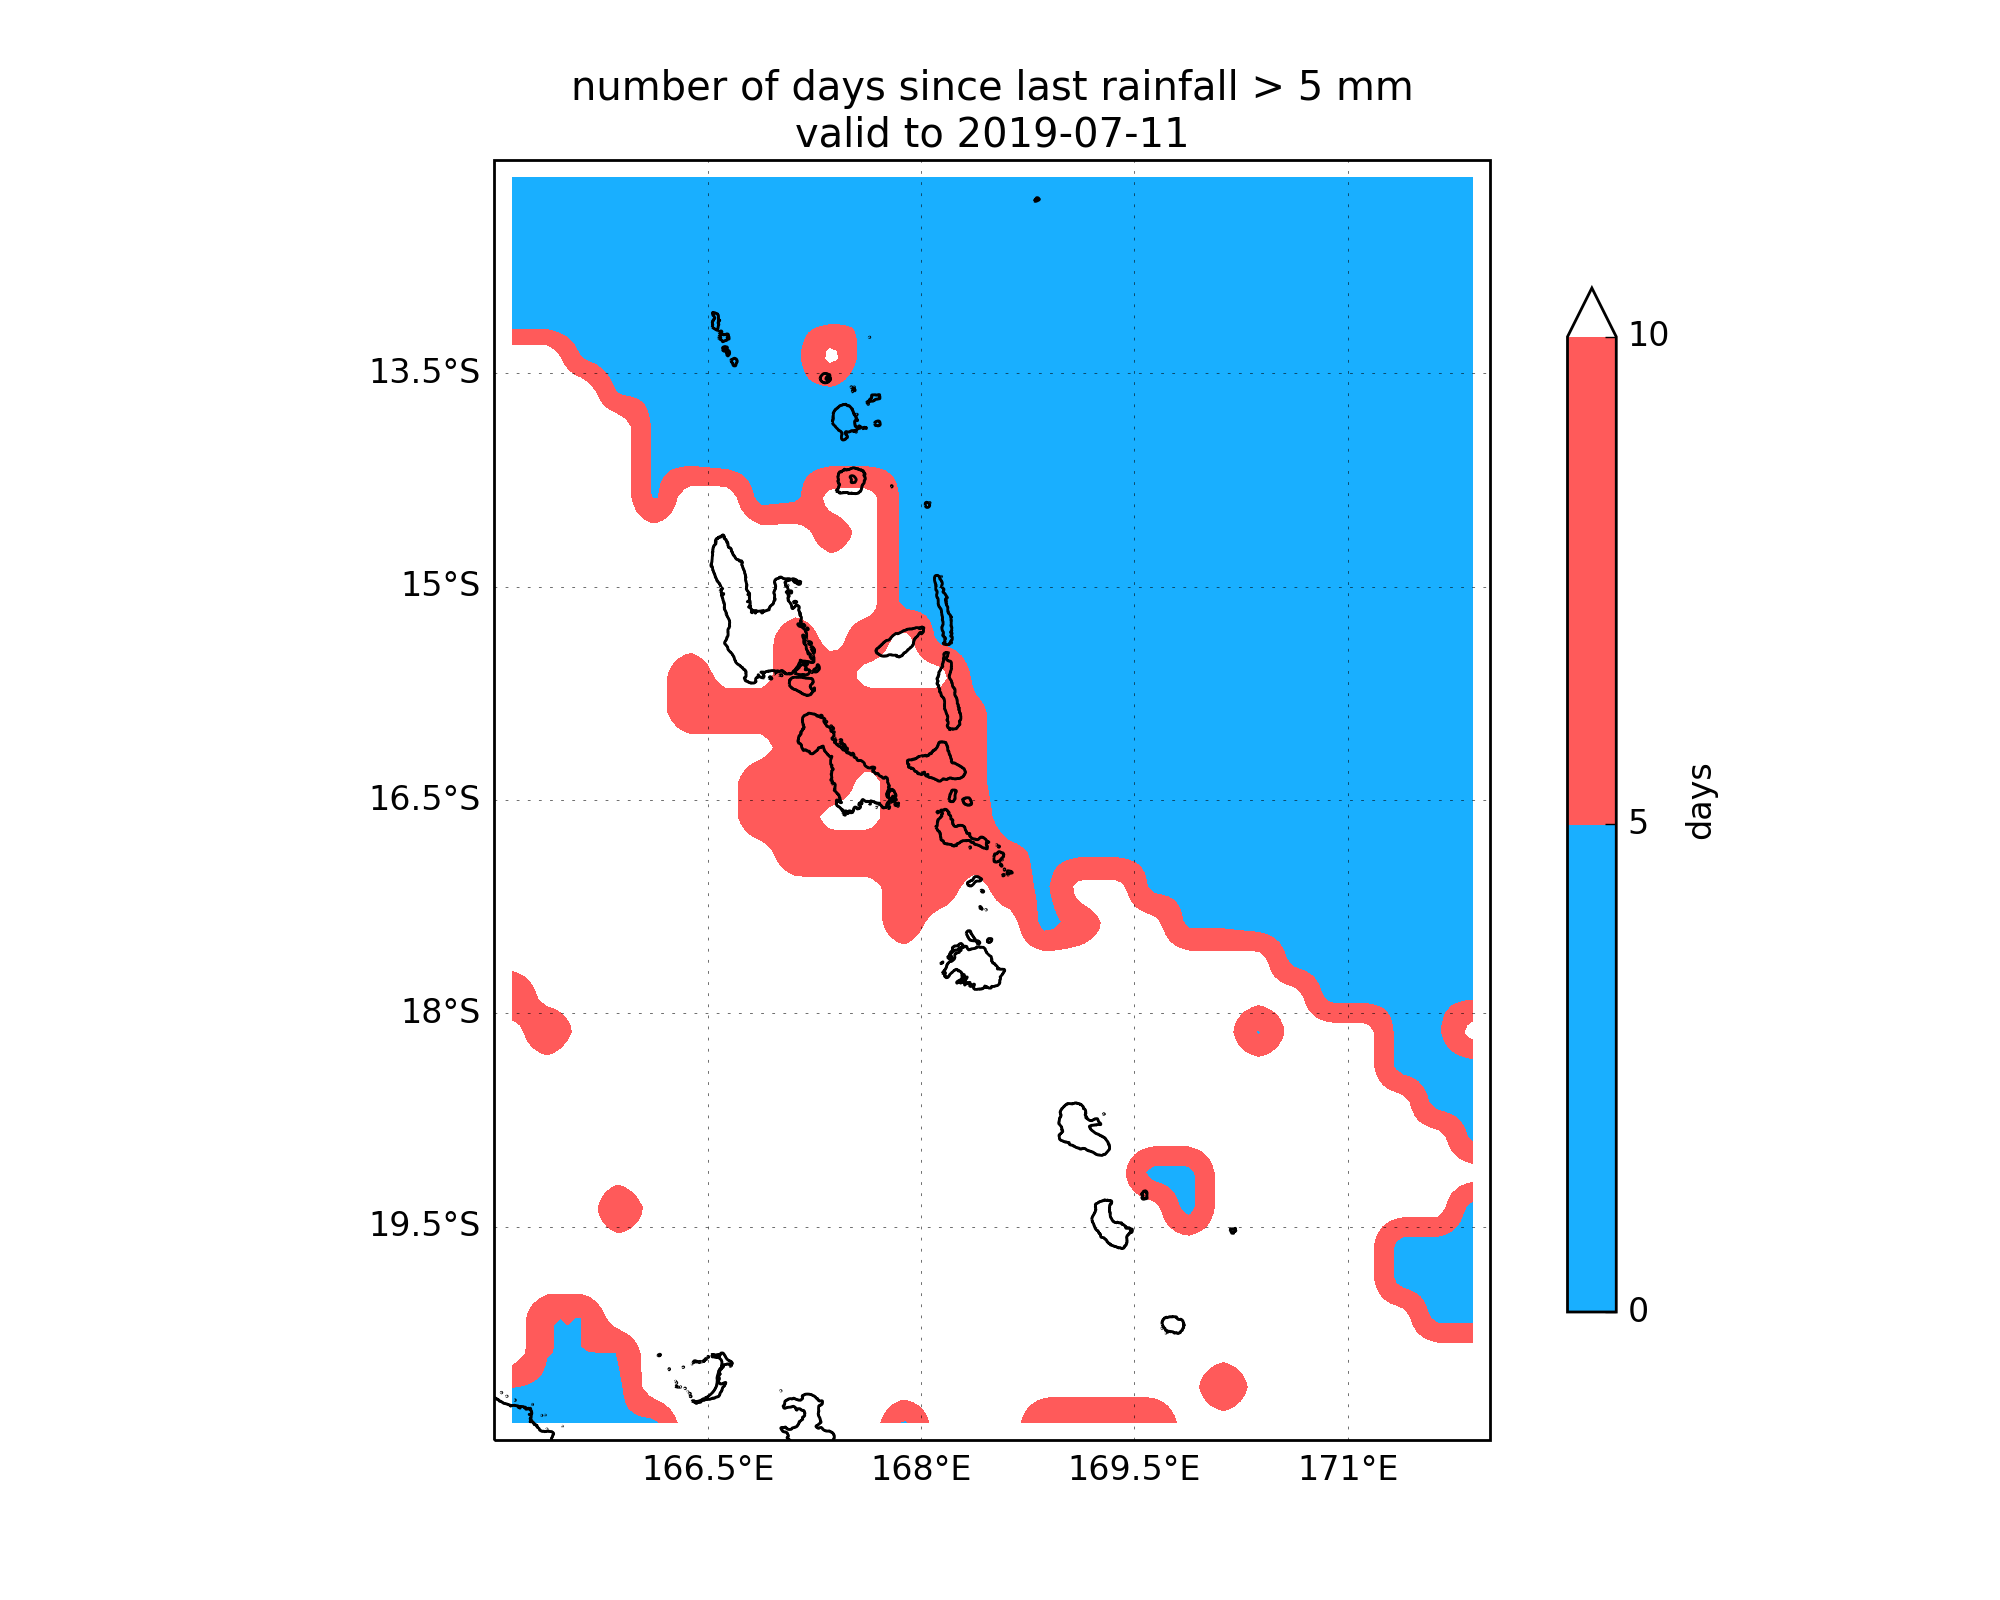 number of days since last rainfall > 5 mm
valid to 2019-07-11
13.5°S
15°S
16.5°S
18°S
19.5°S
166.5°E
168°E
169.5°E
171°E
10
5
0
days